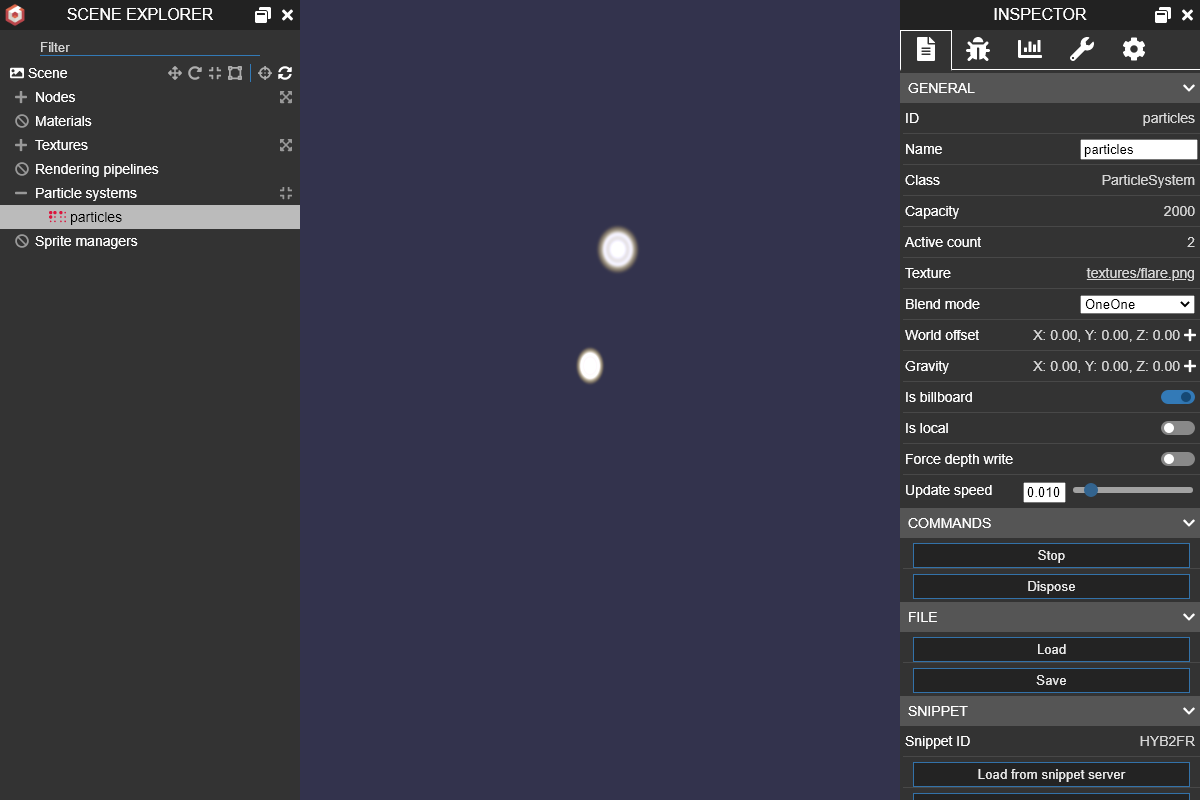 SCENE EXPLORER
Filter
Scene
Nodes
Materials
Textures
Rendering pipelines
Particle systems
particles
Sprite managers
INSPECTOR
GENERAL
ID particles
Name particles
Class ParticleSystem
Capacity 2000
Active count 2
Texture textures/flare.png
Blend mode OneOne
World offset X: 0.00, Y: 0.00, Z: 0.00
Gravity X: 0.00, Y: 0.00, Z: 0.00
Is billboard
Is local
Force depth write
Update speed 0.010
COMMANDS
Stop
Dispose
FILE
Load
Save
SNIPPET
Snippet ID HYB2FR
Load from snippet server